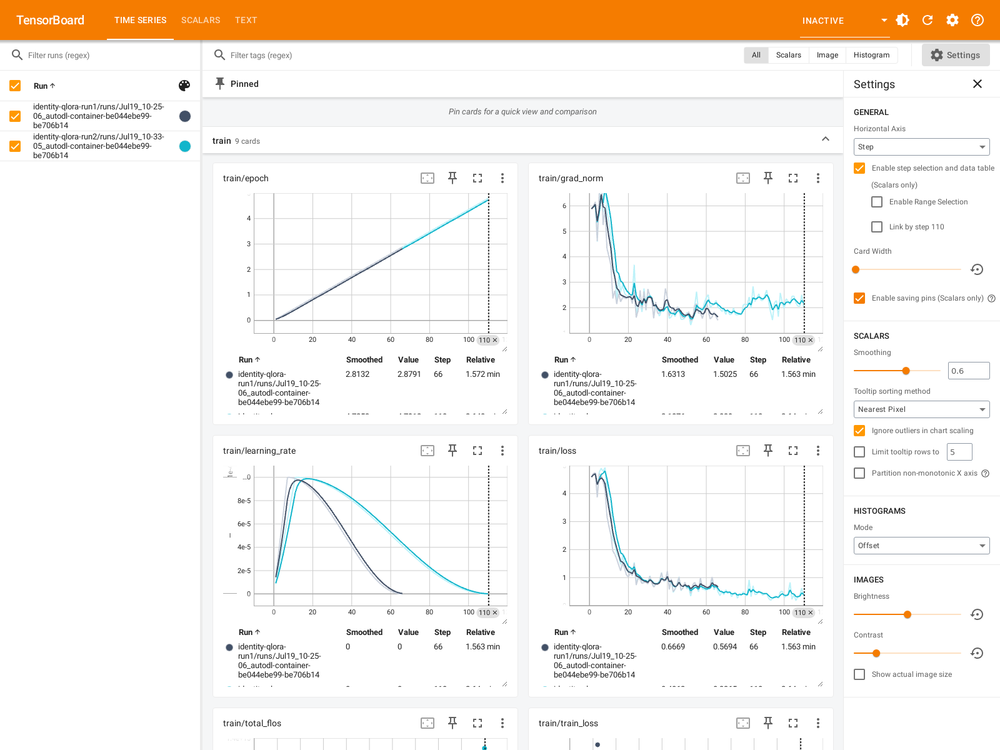 TensorBoard
TIME SERIES
SCALARS
TEXT
INACTIVE
Filter runs (regex)
Run
identity-qlora-run1/runs/Jul19_10-25-
06_autodl-container-be044ebe99-
be706b14
identity-qlora-run2/runs/Jul19_10-33-
05_autodl-container-be044ebe99-
be706b14
Filter tags (regex)
All
Scalars
Image
Histogram
Settings
Pinned
Pin cards for a quick view and comparison
train 9 cards
train/epoch
4
3
2
1
0
0 20 40 60 80 100 110
Run Smoothed Value Step Relative
identity-qlora- 2.8132 2.8791 66 1.572 min
run1/runs/Jul19_10-25-
06_autodl-container-
be044ebe99-be706b14
train/grad_norm
6
5
4
3
2
0 20 40 60 80 100 110
Run Smoothed Value Step Relative
identity-qlora- 1.6313 1.5025 66 1.563 min
run1/runs/Jul19_10-25-
06_autodl-container-
be044ebe99-be706b14
train/learning_rate
...0
8e-5
6e-5
4e-5
2e-5
0
0 20 40 60 80 100 110
Run Smoothed Value Step Relative
identity-qlora- 0 0 66 1.563 min
run1/runs/Jul19_10-25-
06_autodl-container-
be044ebe99-be706b14
train/loss
4
3
2
1
0 20 40 60 80 100 110
Run Smoothed Value Step Relative
identity-qlora- 0.6669 0.5694 66 1.563 min
run1/runs/Jul19_10-25-
06_autodl-container-
be044ebe99-be706b14
train/total_flos
train/train_loss
Settings
GENERAL
Horizontal Axis
Step
Enable step selection and data table
(Scalars only)
Enable Range Selection
Link by step 110
Card Width
Enable saving pins (Scalars only)
SCALARS
Smoothing
0.6
Tooltip sorting method
Nearest Pixel
Ignore outliers in chart scaling
Limit tooltip rows to 5
Partition non-monotonic X axis
HISTOGRAMS
Mode
Offset
IMAGES
Brightness
Contrast
Show actual image size